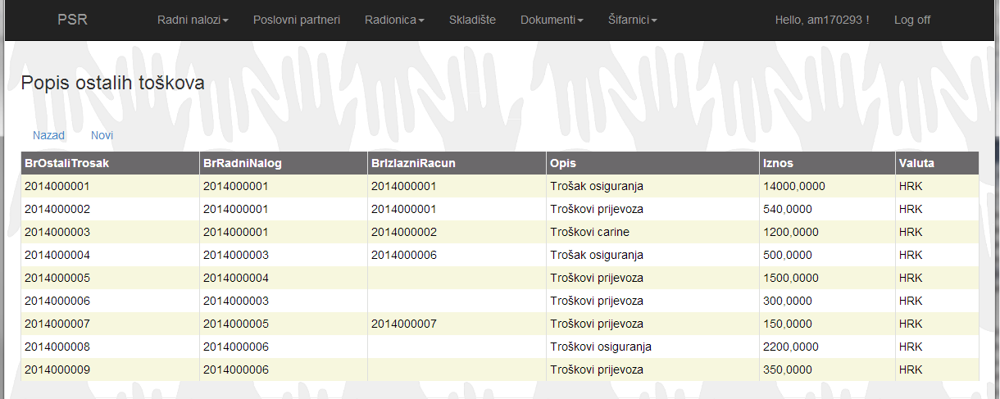 PSR Radni nalozi Poslovni partneri Radionica Skladište Dokumenti Šifarnici Hello, am170293 ! Log off
Popis ostalih toškova
Nazad Novi
BrOstaliTrosak BrRadniNalog BrIzlazniRacun Opis Iznos Valuta
2014000001 2014000001 2014000001 Trošak osiguranja 14000,0000 HRK
2014000002 2014000001 2014000001 Troškovi prijevoza 540,0000 HRK
2014000003 2014000001 2014000002 Troškovi carine 1200,0000 HRK
2014000004 2014000003 2014000006 Trošak osiguranja 500,0000 HRK
2014000005 2014000004 Troškovi prijevoza 1500,0000 HRK
2014000006 2014000003 Troškovi prijevoza 300,0000 HRK
2014000007 2014000005 2014000007 Troškovi prijevoza 150,0000 HRK
2014000008 2014000006 Troškovi osiguranja 2200,0000 HRK
2014000009 2014000006 Troškovi prijevoza 350,0000 HRK